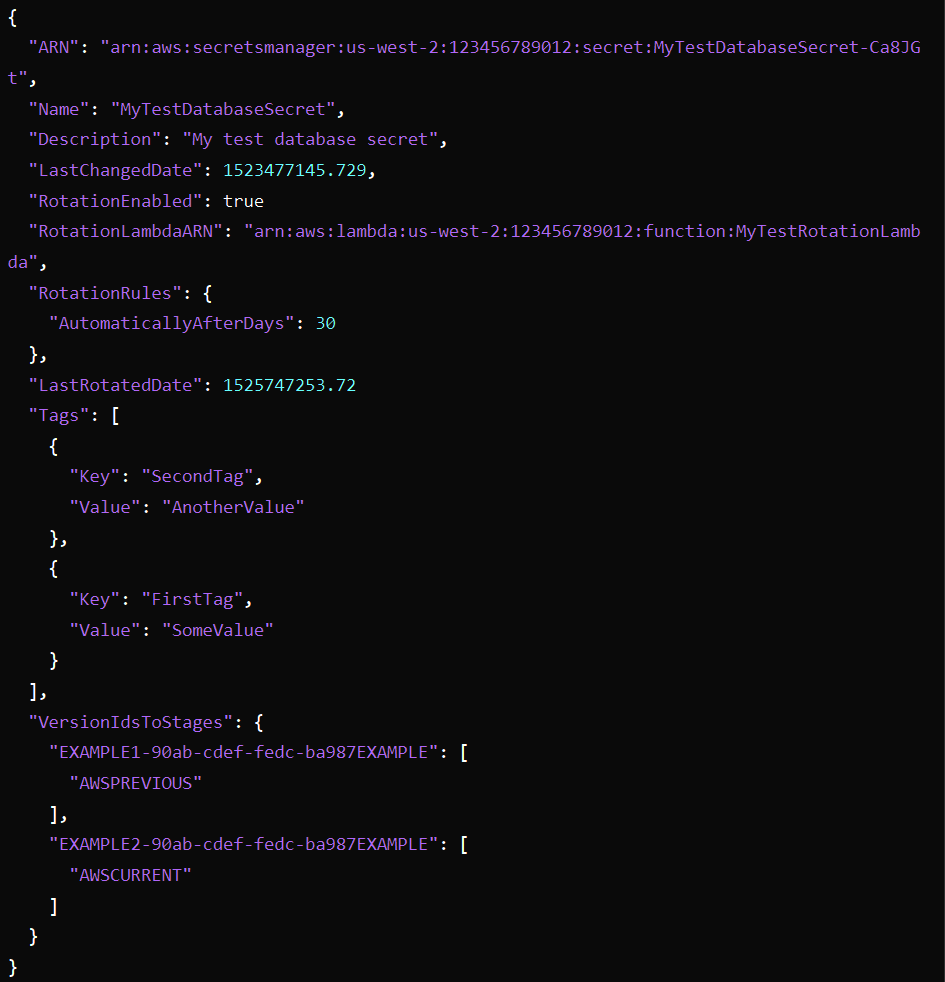 {
  "ARN": "arn:aws:secretsmanager:us-west-2:123456789012:secret:MyTestDatabaseSecret-Ca8JG
t",
  "Name": "MyTestDatabaseSecret",
  "Description": "My test database secret",
  "LastChangedDate": 1523477145.729,
  "RotationEnabled": true
  "RotationLambdaARN": "arn:aws:lambda:us-west-2:123456789012:function:MyTestRotationLamb
da",
  "RotationRules": {
    "AutomaticallyAfterDays": 30
  },
  "LastRotatedDate": 1525747253.72
  "Tags": [
    {
      "Key": "SecondTag",
      "Value": "AnotherValue"
    },
    {
      "Key": "FirstTag",
      "Value": "SomeValue"
    }
  ],
  "VersionIdsToStages": {
    "EXAMPLE1-90ab-cdef-fedc-ba987EXAMPLE": [
      "AWSPREVIOUS"
    ],
    "EXAMPLE2-90ab-cdef-fedc-ba987EXAMPLE": [
      "AWSCURRENT"
    ]
  }
}